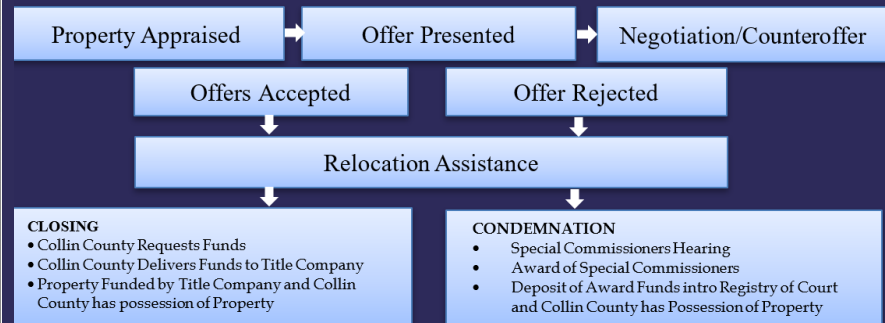 Property Appraised
Offer Presented
Negotiation/Counteroffer
Offers Accepted
Offer Rejected
Relocation Assistance
CLOSING
• Collin County Requests Funds
• Collin County Delivers Funds to Title Company
• Property Funded by Title Company and Collin
County has possession of Property
CONDEMNATION
• Special Commissioners Hearing
• Award of Special Commissioners
• Deposit of Award Funds intro Registry of Court
and Collin County has Possession of Property